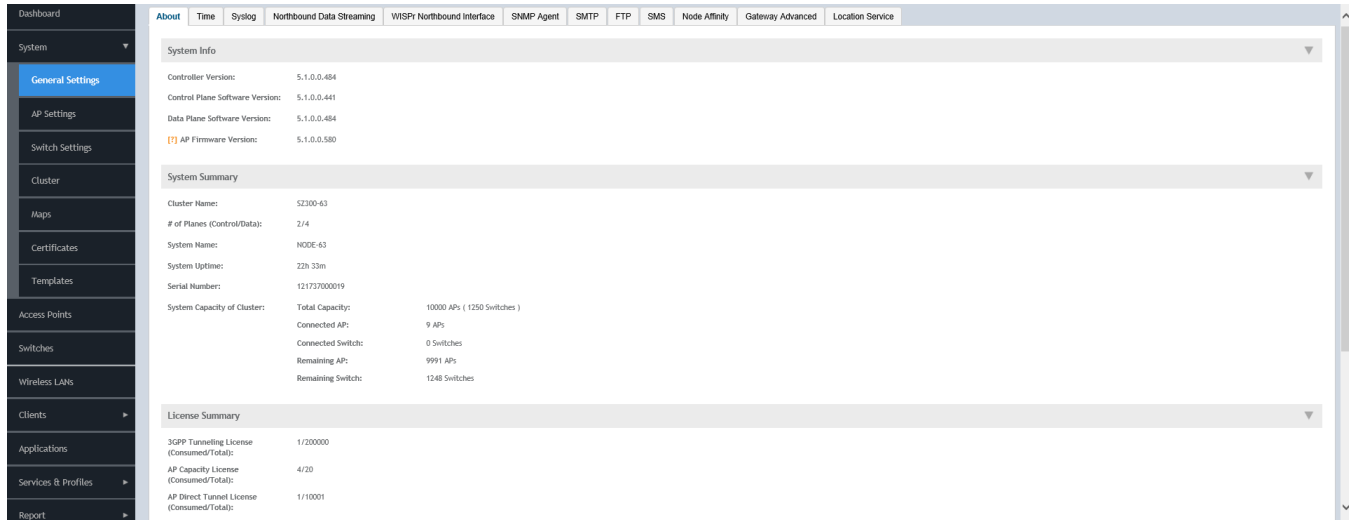 Dashboard
System
General Settings
AP Settings
Switch Settings
Cluster
Maps
Certificates
Templates
Access Points
Switches
Wireless LANs
Clients
Applications
Services & Profiles
Report
About Time Syslog Northbound Data Streaming WISPr Northbound Interface SNMP Agent SMTP FTP SMS Node Affinity Gateway Advanced Location Service
System Info
Controller Version: 5.1.0.0.484
Control Plane Software Version: 5.1.0.0.441
Data Plane Software Version: 5.1.0.0.484
[?] AP Firmware Version: 5.1.0.0.580
System Summary
Cluster Name: SZ300-63
# of Planes (Control/Data): 2/4
System Name: NODE-63
System Uptime: 22h 33m
Serial Number: 121737000019
System Capacity of Cluster: Total Capacity: 10000 APs ( 1250 Switches )
Connected AP: 9 APs
Connected Switch: 0 Switches
Remaining AP: 9991 APs
Remaining Switch: 1248 Switches
License Summary
3GPP Tunneling License 1/200000
(Consumed/Total):
AP Capacity License 4/20
(Consumed/Total):
AP Direct Tunnel License 1/10001
(Consumed/Total):